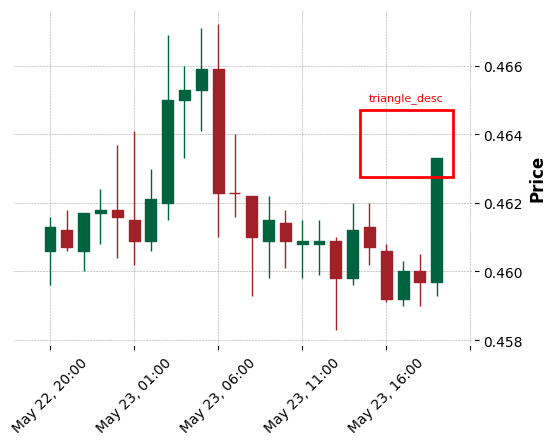 triangle_desc
0.466
0.464
0.462
0.460
0.458
Price
May 22, 20:00
May 23, 01:00
May 23, 06:00
May 23, 11:00
May 23, 16:00